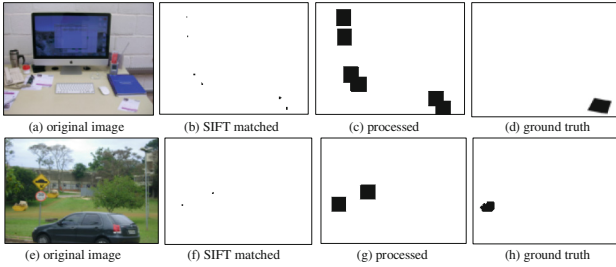 (a) original image (b) SIFT matched (c) processed (d) ground truth
(e) original image (f) SIFT matched (g) processed (h) ground truth